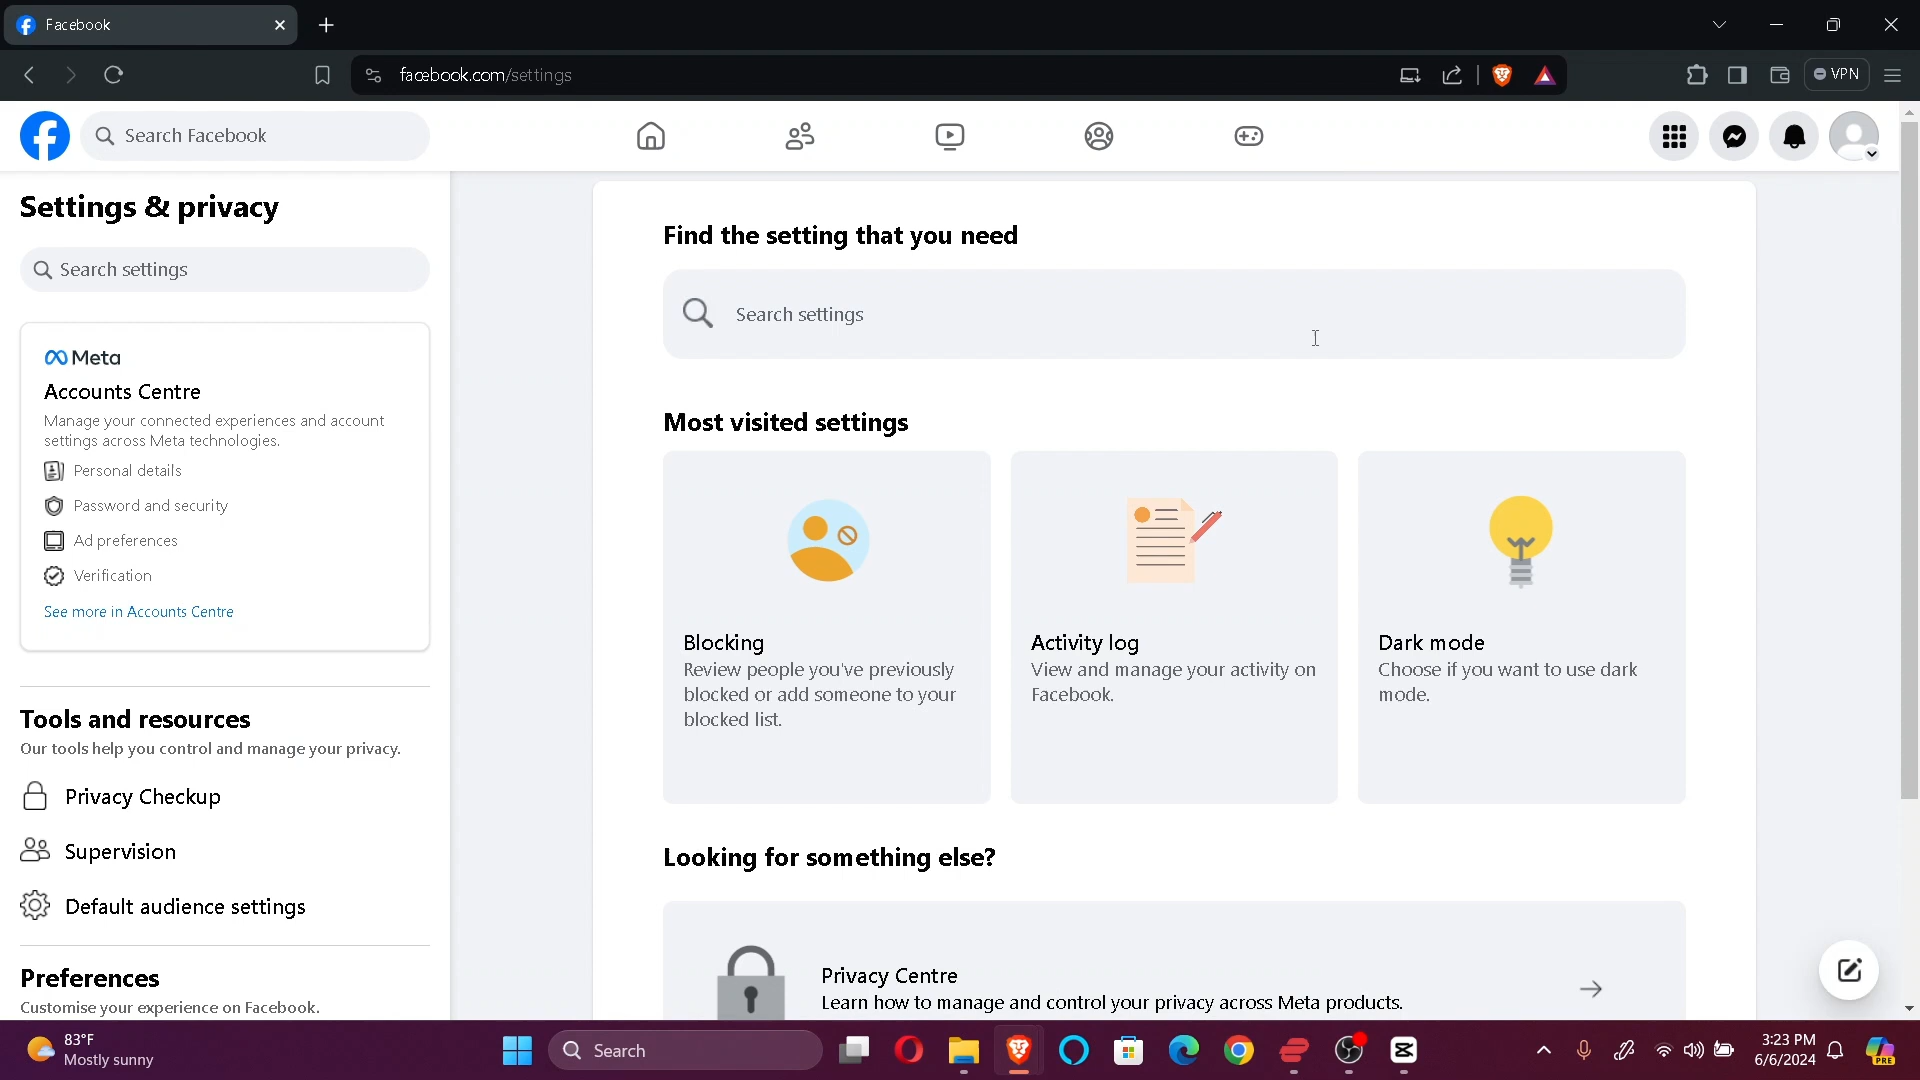 Facebook
facebook.com/settings
VPN
Search Facebook
Settings & privacy
Search settings
Meta
Accounts Centre
Manage your connected experiences and account
settings across Meta technologies.
Personal details
Password and security
Ad preferences
Verification
See more in Accounts Centre
Tools and resources
Our tools help you control and manage your privacy.
Privacy Checkup
Supervision
Default audience settings
Preferences
Customise your experience on Facebook.
Find the setting that you need
Search settings
Most visited settings
Blocking
Review people you've previously
blocked or add someone to your
blocked list.
Activity log
View and manage your activity on
Facebook.
Dark mode
Choose if you want to use dark
mode.
Looking for something else?
Privacy Centre
Learn how to manage and control your privacy across Meta products.
83°F
Mostly sunny
Search
3:23 PM
6/6/2024
PRE